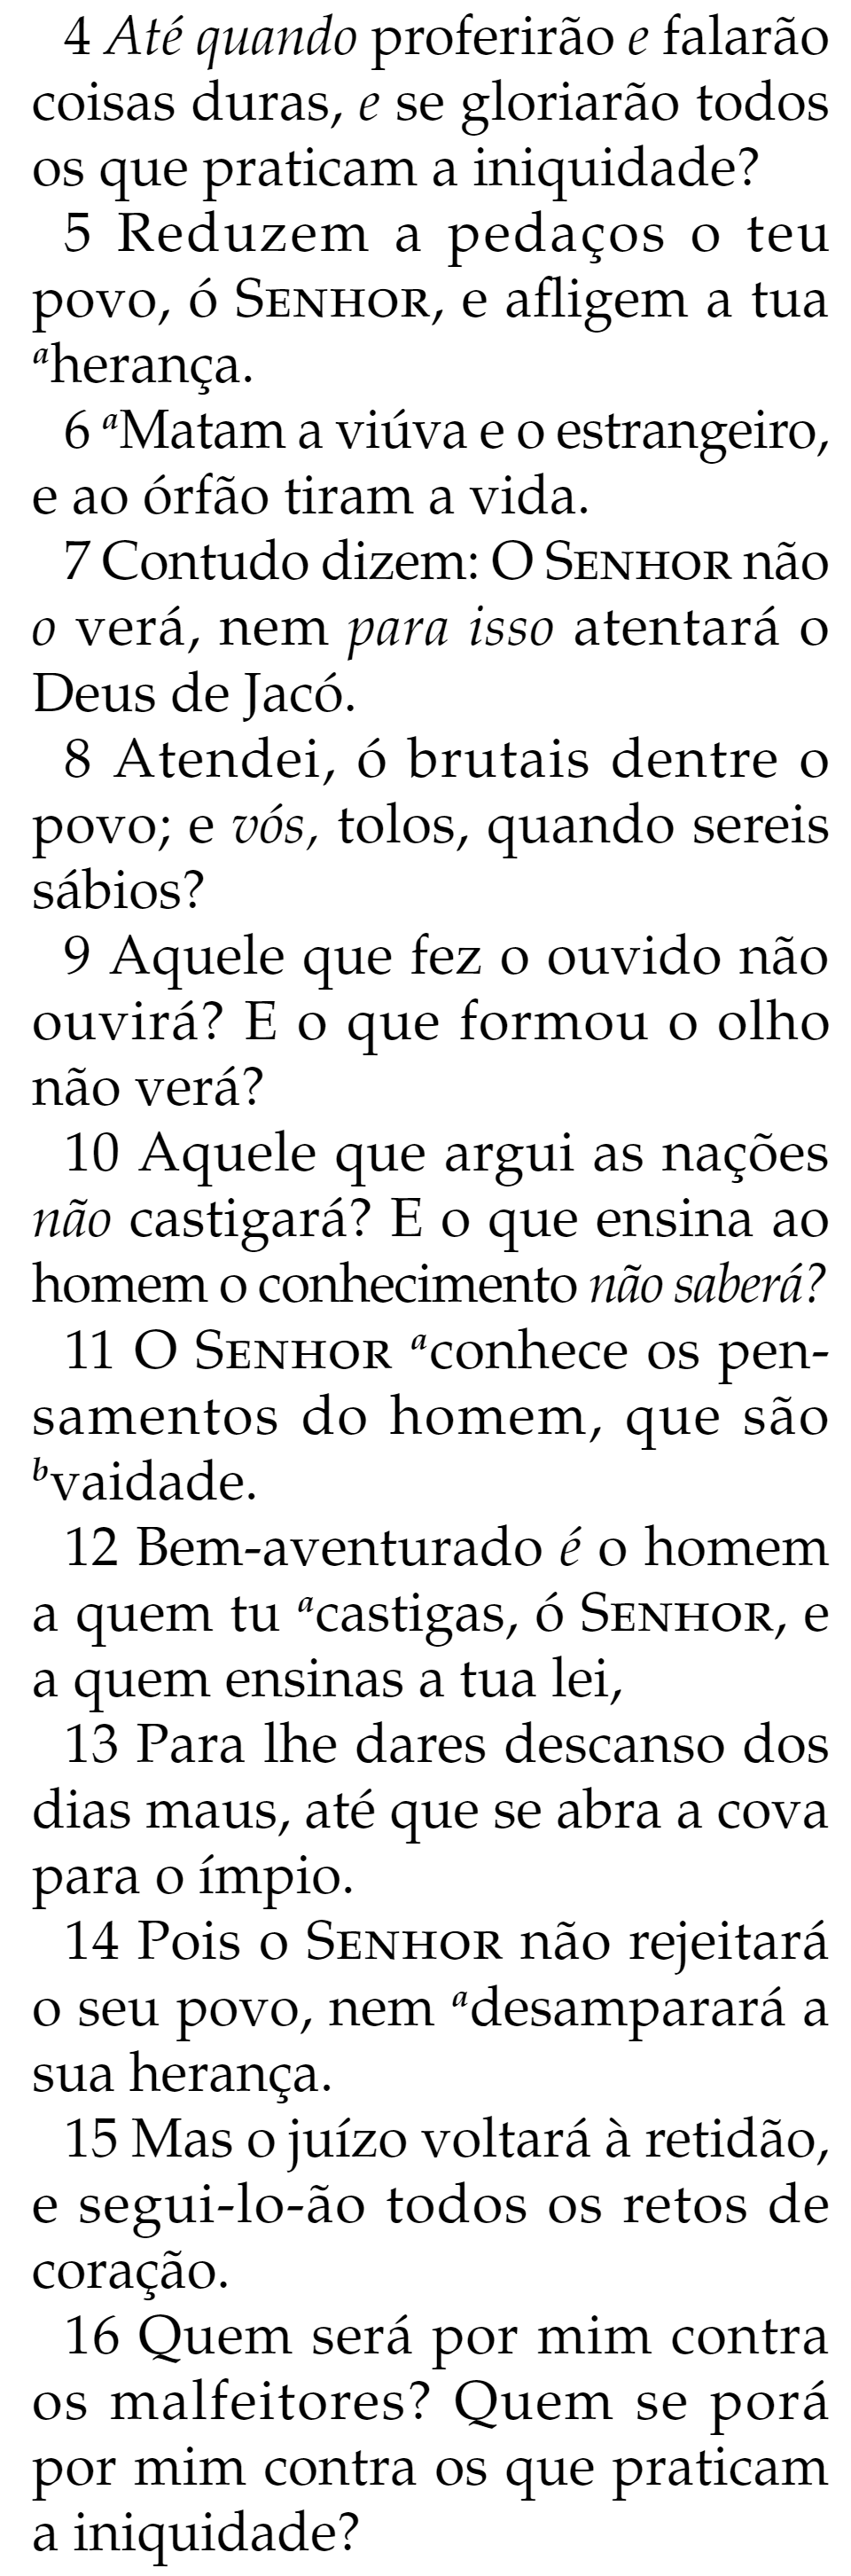 4 Até quando proferirão e falarão
coisas duras, e se gloriarão todos
os que praticam a iniquidade?
5 Reduzem a pedaços o teu
povo, ó SENHOR, e afligem a tua
ᵃherança.
6 ᵃMatam a viúva e o estrangeiro,
e ao órfão tiram a vida.
7 Contudo dizem: O SENHOR não
o verá, nem para isso atentará o
Deus de Jacó.
8 Atendei, ó brutais dentre o
povo; e vós, tolos, quando sereis
sábios?
9 Aquele que fez o ouvido não
ouvirá? E o que formou o olho
não verá?
10 Aquele que argui as nações
não castigará? E o que ensina ao
homem o conhecimento não saberá?
11 O SENHOR ᵃconhece os pen-
samentos do homem, que são
ᵇvaidade.
12 Bem-aventurado é o homem
a quem tu ᵃcastigas, ó SENHOR, e
a quem ensinas a tua lei,
13 Para lhe dares descanso dos
dias maus, até que se abra a cova
para o ímpio.
14 Pois o SENHOR não rejeitará
o seu povo, nem ᵃdesamparará a
sua herança.
15 Mas o juízo voltará à retidão,
e segui-lo-ão todos os retos de
coração.
16 Quem será por mim contra
os malfeitores? Quem se porá
por mim contra os que praticam
a iniquidade?